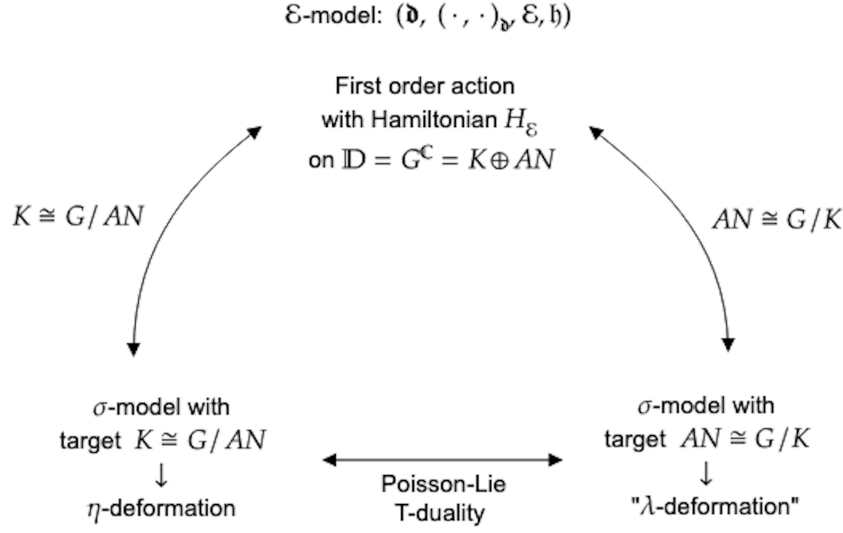 ℰ-model: (𝔡, (·,·)_𝔡, ℰ, 𝔥)
First order action
with Hamiltonian H_ℰ
on 𝔻 = G^ℂ = K ⊕ AN
K ≅ G/AN
AN ≅ G/K
σ-model with
target K ≅ G/AN
↓
η-deformation
Poisson-Lie
T-duality
σ-model with
target AN ≅ G/K
↓
"λ-deformation"